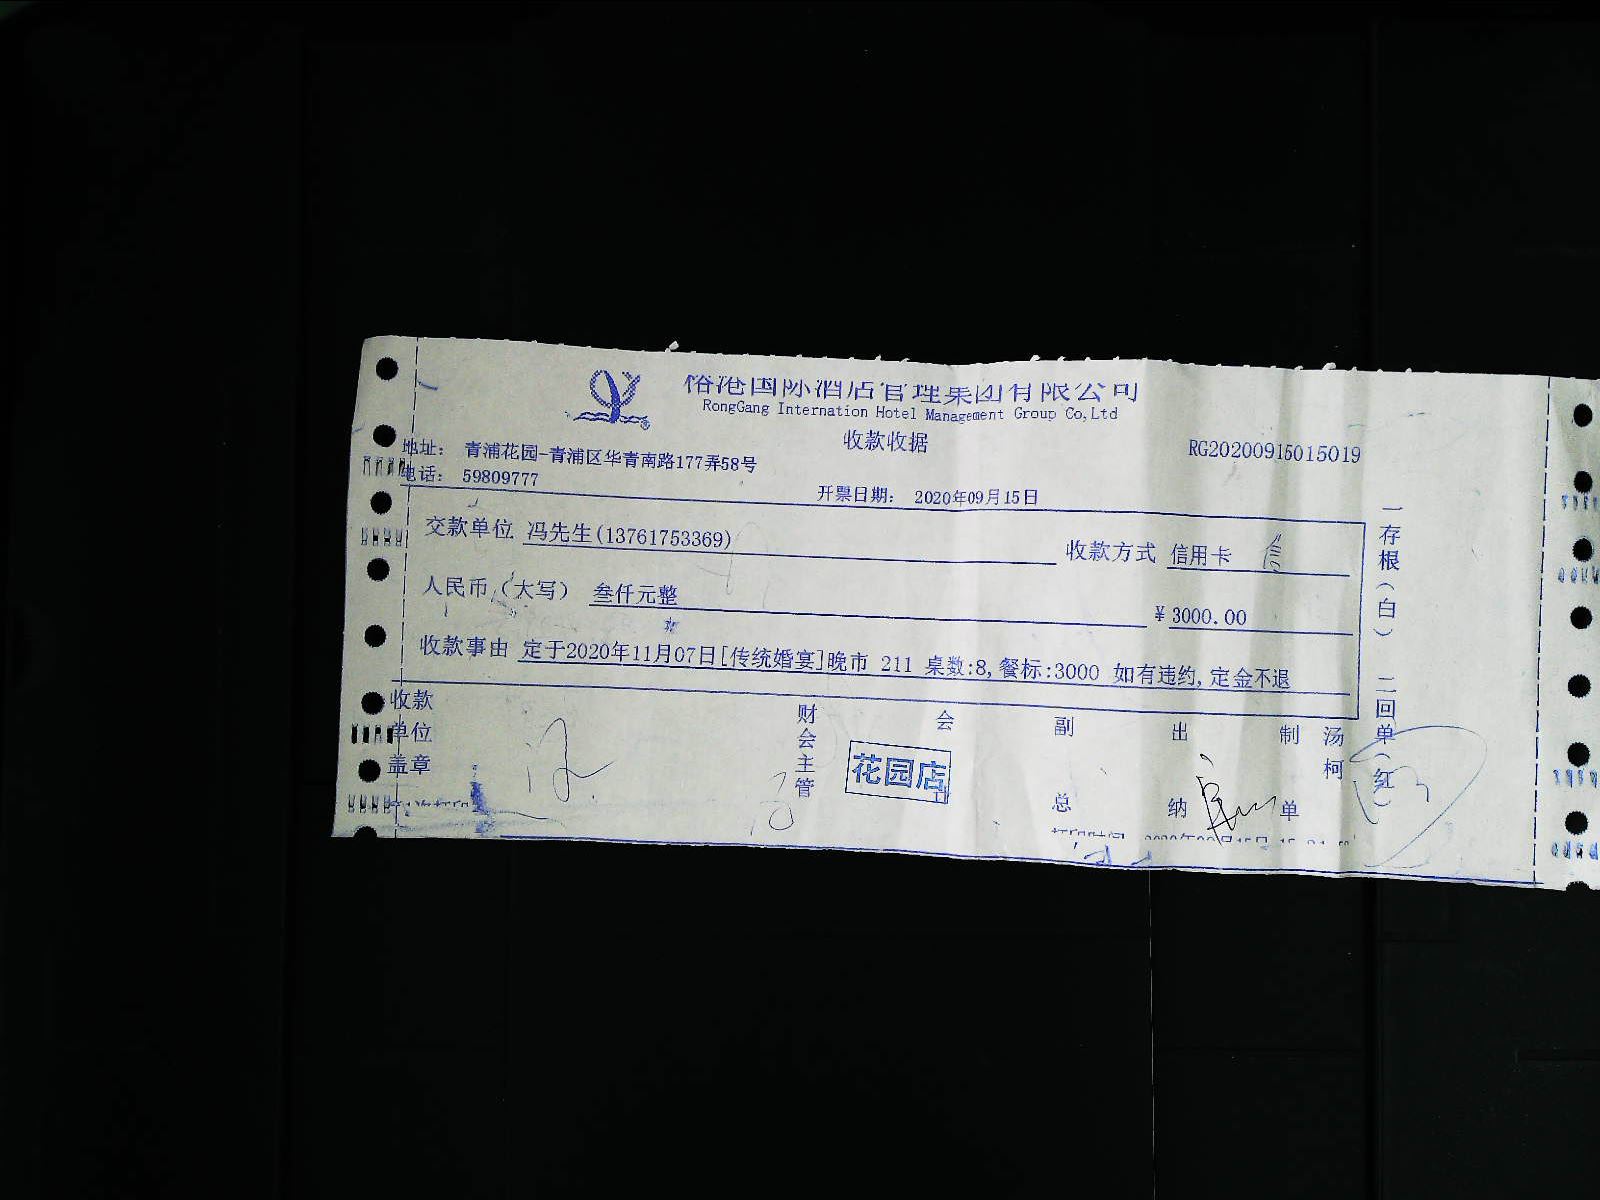 国际酒店管理集团有限公司
RongGang Internation Hotel Management Group Co,Ltd
收款收据
RG20200915015019
地址： 青浦花园-青浦区华青南路177弄58号
电话： 59809777
开票日期： 2020年09月15日
交款单位 冯先生(13761753369)
收款方式 信用卡
人民币（大写） 叁仟元整
¥ 3000.00
收款事由 定于2020年11月07日[传统婚宴]晚市 211 桌数:8,餐标:3000 如有违约,定金不退
收款单位盖章
财会主管
会
副总
出纳
制单
汤柯
花园店
一存根（白） 二回单（红）